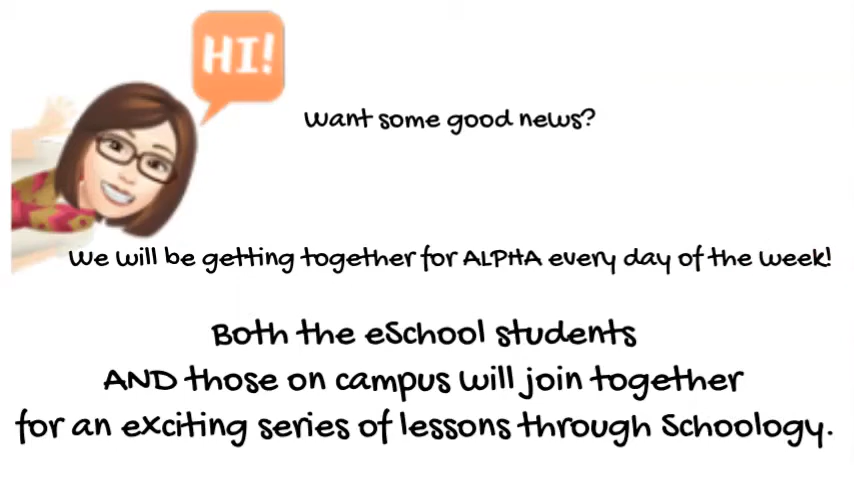 HI!
Want some good news?
We will be getting together for ALPHA every day of the week!
Both the eSchool students
AND those on campus will join together
for an exciting series of lessons through Schoology.